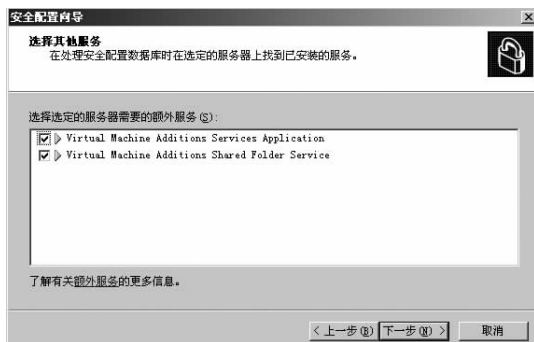 安全配置向导
选择其他服务
在处理安全配置数据库时在选定的服务器上找到已安装的服务。
选择选定的服务器需要的额外服务(S):
Virtual Machine Additions Services Application
Virtual Machine Additions Shared Folder Service
了解有关额外服务的更多信息。
< 上一步(B) 下一步(N) > 取消